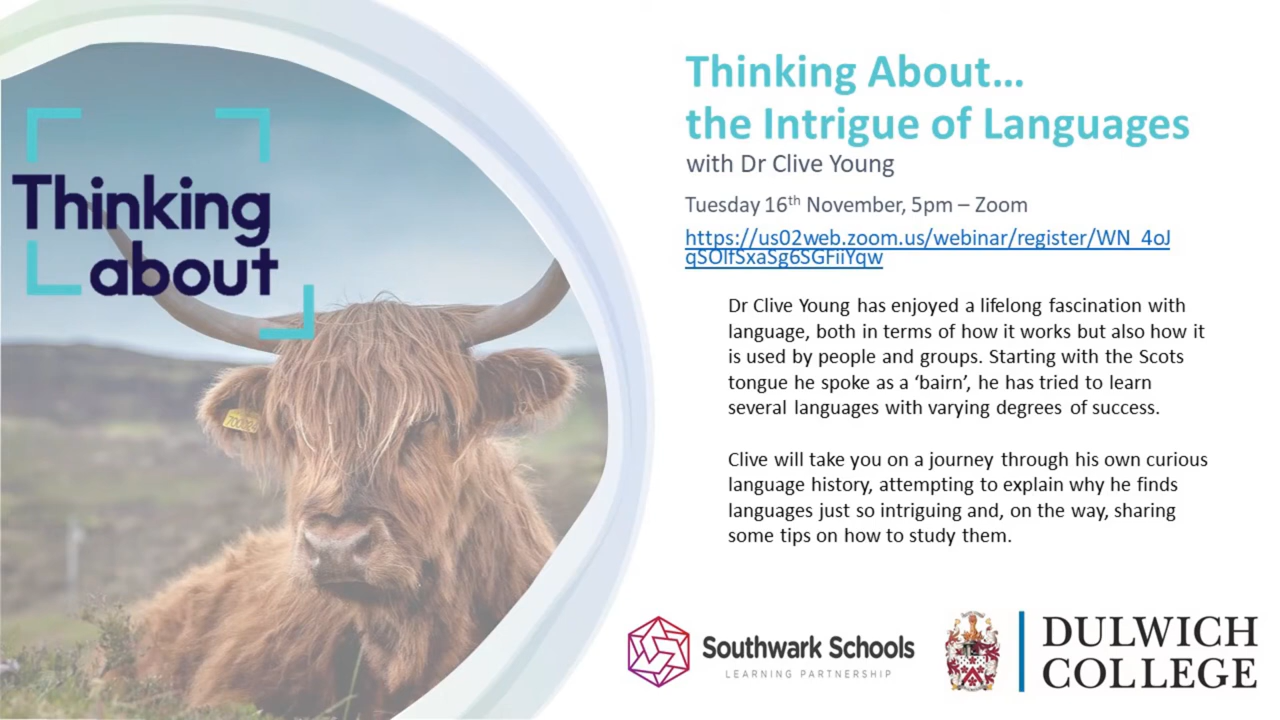 Thinking
about
Thinking About...
the Intrigue of Languages
with Dr Clive Young
Tuesday 16th November, 5pm – Zoom
https://us02web.zoom.us/webinar/register/WN_4oJ
qSOlfSxaSg6SGFiiYqw
Dr Clive Young has enjoyed a lifelong fascination with
language, both in terms of how it works but also how it
is used by people and groups. Starting with the Scots
tongue he spoke as a ‘bairn’, he has tried to learn
several languages with varying degrees of success.
Clive will take you on a journey through his own curious
language history, attempting to explain why he finds
languages just so intriguing and, on the way, sharing
some tips on how to study them.
Southwark Schools
LEARNING PARTNERSHIP
DULWICH
COLLEGE